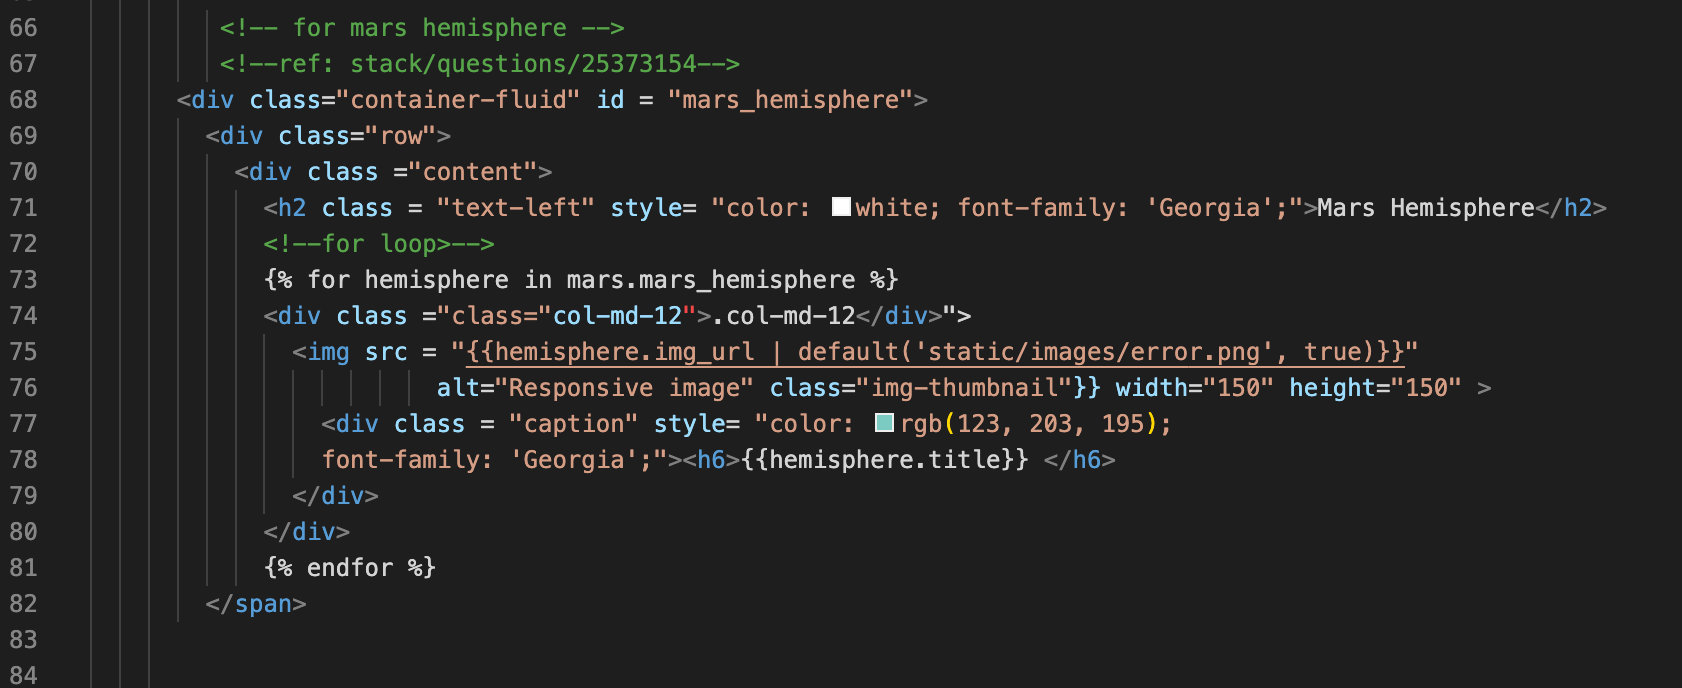 66 <!-- for mars hemisphere -->
67 <!--ref: stack/questions/25373154-->
68 <div class="container-fluid" id = "mars_hemisphere">
69 <div class="row">
70 <div class ="content">
71 <h2 class = "text-left" style= "color: white; font-family: 'Georgia';">Mars Hemisphere</h2>
72 <!--for loop>-->
73 {% for hemisphere in mars.mars_hemisphere %}
74 <div class ="class="col-md-12">.col-md-12</div>">
75 <img src = "{{hemisphere.img_url | default('static/images/error.png', true)}}"
76 alt="Responsive image" class="img-thumbnail"}} width="150" height="150" >
77 <div class = "caption" style= "color: rgb(123, 203, 195);
78 font-family: 'Georgia';"><h6>{{hemisphere.title}} </h6>
79 </div>
80 </div>
81 {% endfor %}
82 </span>
83
84